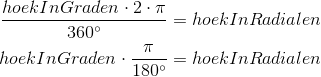 hoekInGraden · 2 · π / 360° = hoekInRadialen
hoekInGraden · π / 180° = hoekInRadialen